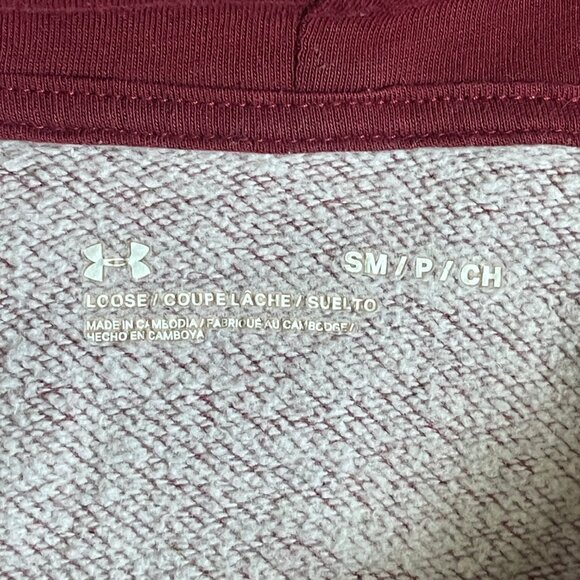 SM / P / CH
LOOSE / COUPE LÂCHE / SUELTO
MADE IN CAMBODIA / FABRIQUÉ AU CAMBODGE /
HECHO EN CAMBOYA